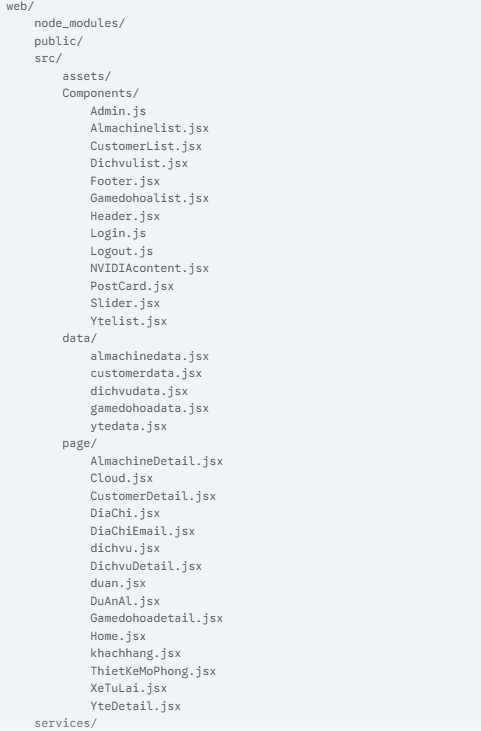 web/
node_modules/
public/
src/
assets/
Components/
Admin.js
Almachinelist.jsx
CustomerList.jsx
Dichvulist.jsx
Footer.jsx
Gamedohoalist.jsx
Header.jsx
Login.js
Logout.js
NVIDIAcontent.jsx
PostCard.jsx
Slider.jsx
Ytelist.jsx
data/
almachinedata.jsx
customerdata.jsx
dichvudata.jsx
gamedohoadata.jsx
ytedata.jsx
page/
AlmachineDetail.jsx
Cloud.jsx
CustomerDetail.jsx
DiaChi.jsx
DiaChiEmail.jsx
dichvu.jsx
DichvuDetail.jsx
duan.jsx
DuAnAl.jsx
Gamedohoadetail.jsx
Home.jsx
khachhang.jsx
ThietKeMoPhong.jsx
XeTuLai.jsx
YteDetail.jsx
services/